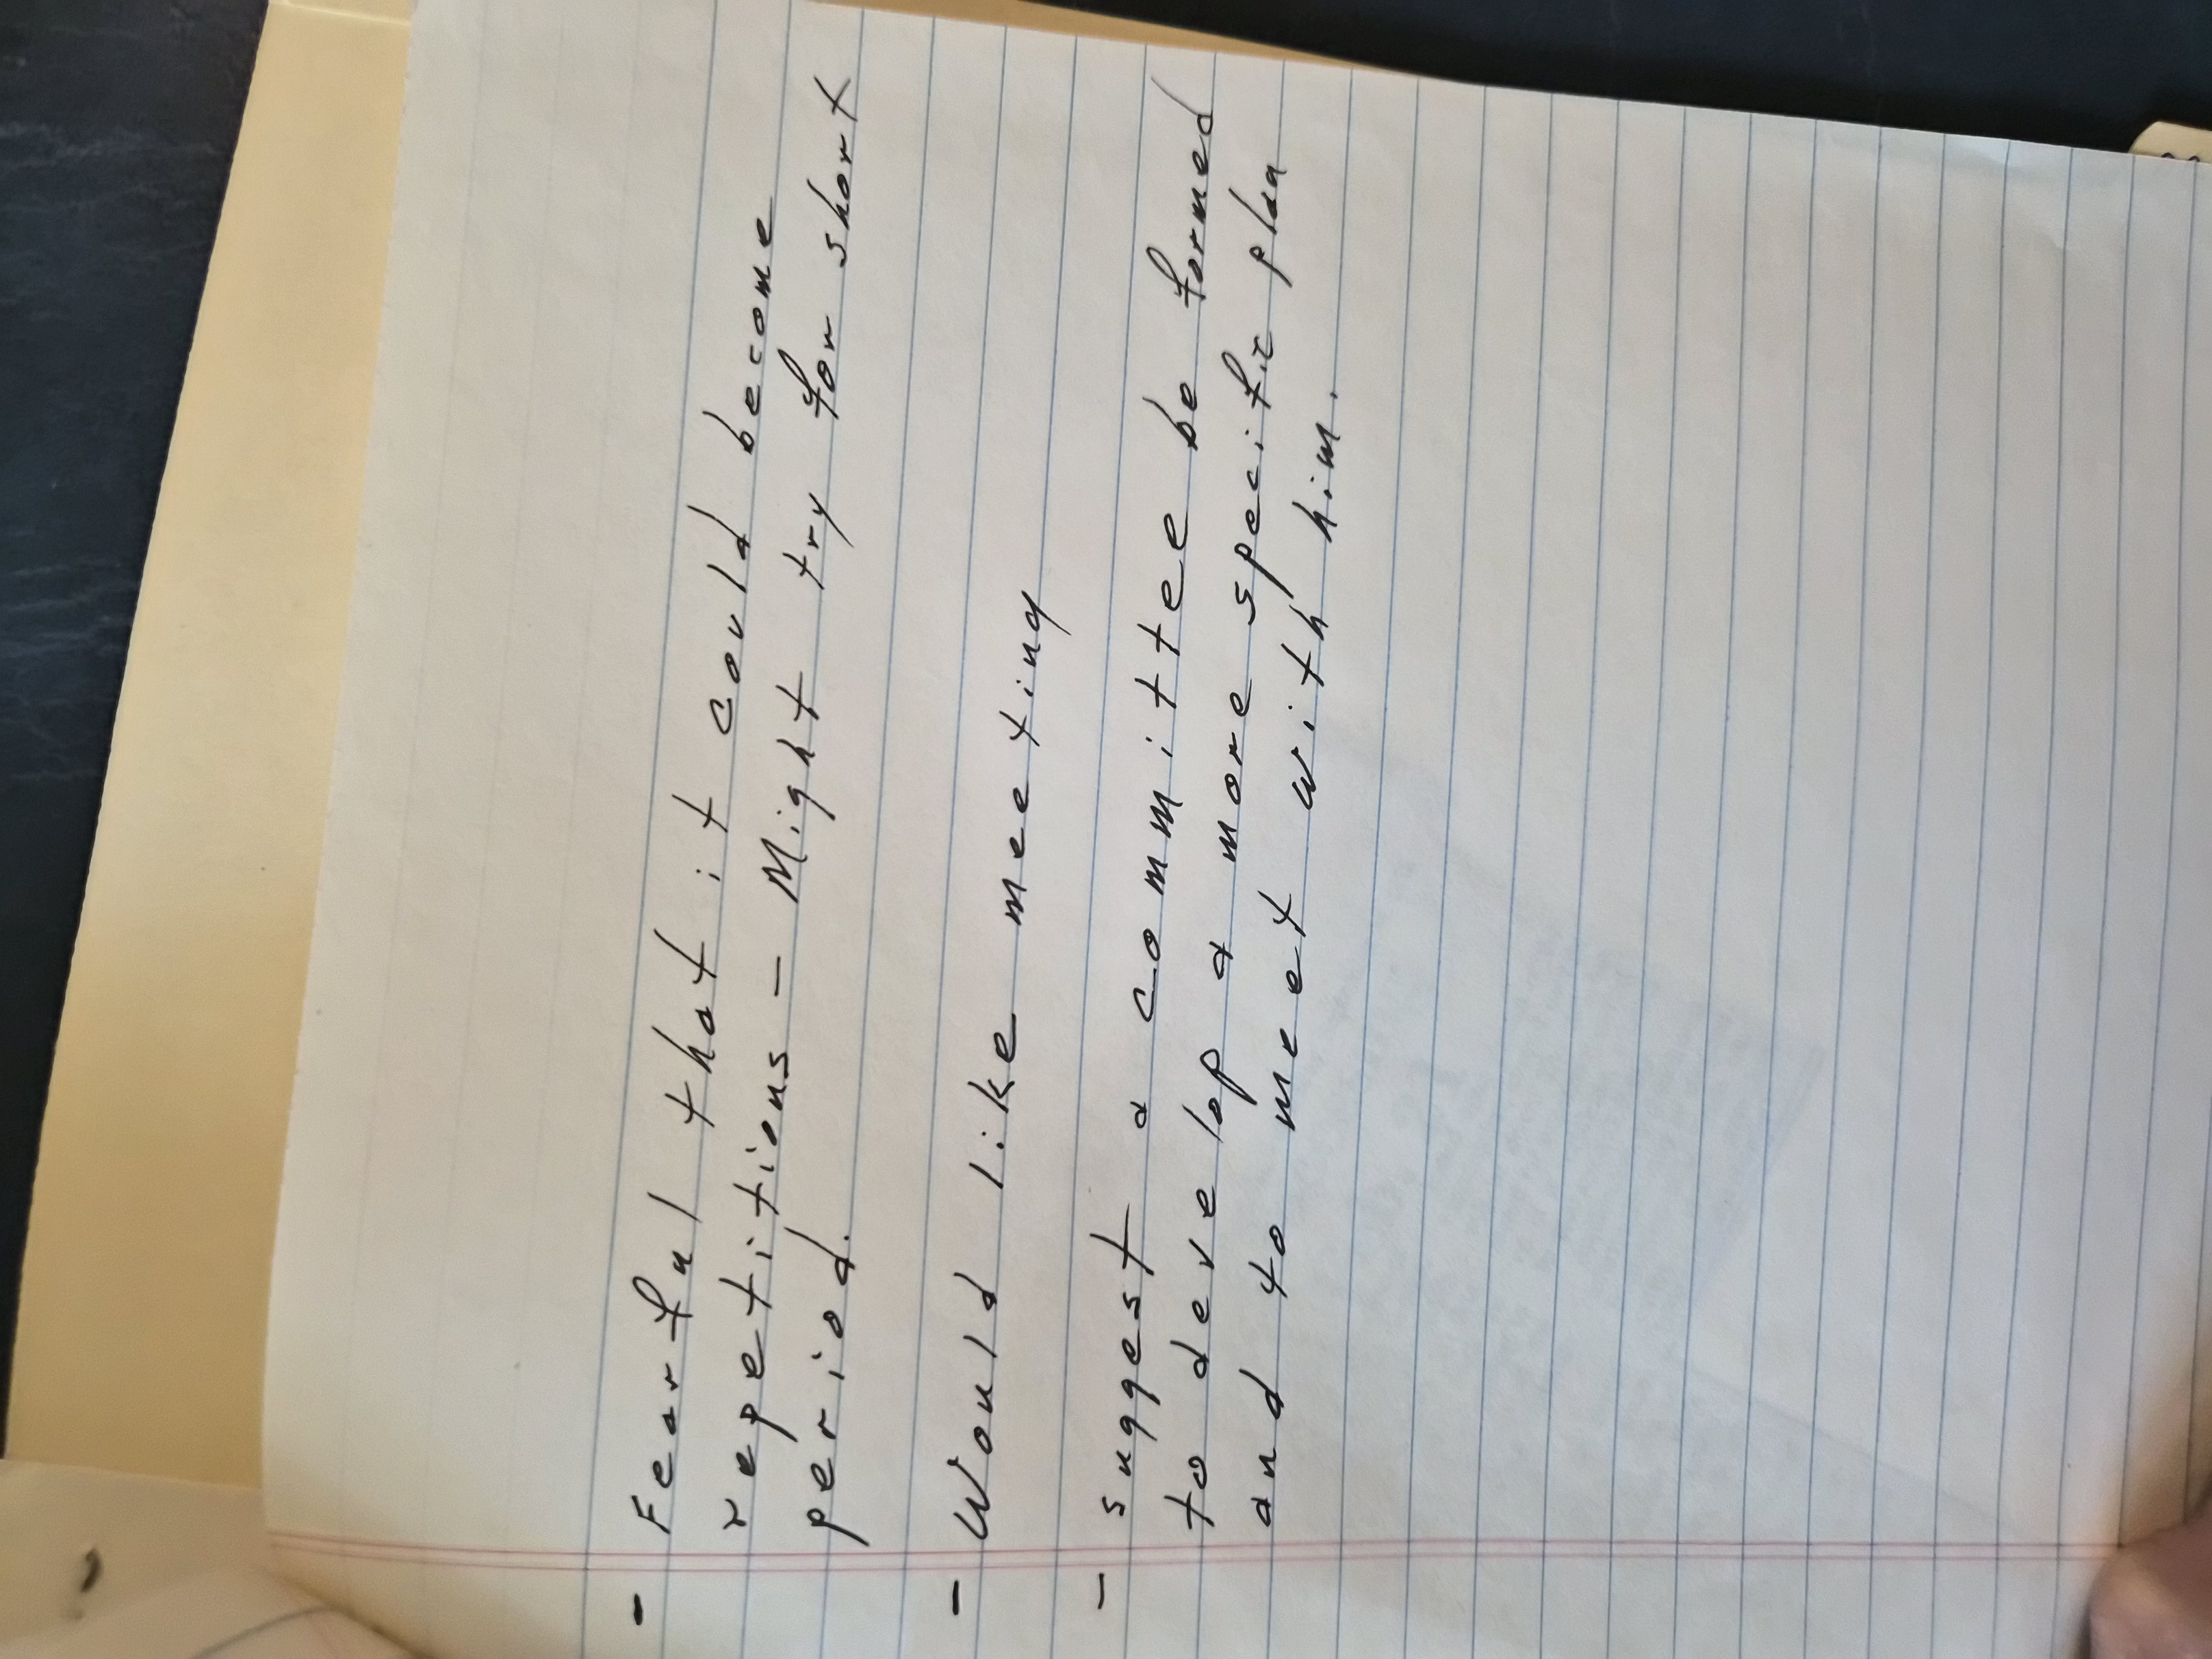 - Fearful that it could become
repetitious - Might try for short
period.
- Would like meeting
- suggest a committee be formed
to develop a more specific plan
and to meet with him.